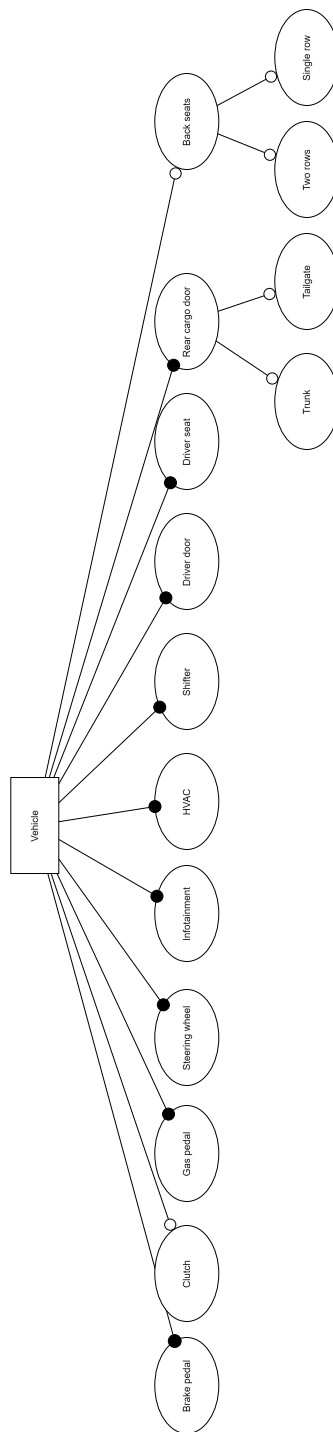 Vehicle
Brake pedal
Clutch
Gas pedal
Steering wheel
Infotainment
HVAC
Shifter
Driver door
Driver seat
Rear cargo door
Back seats
Trunk
Tailgate
Two rows
Single row